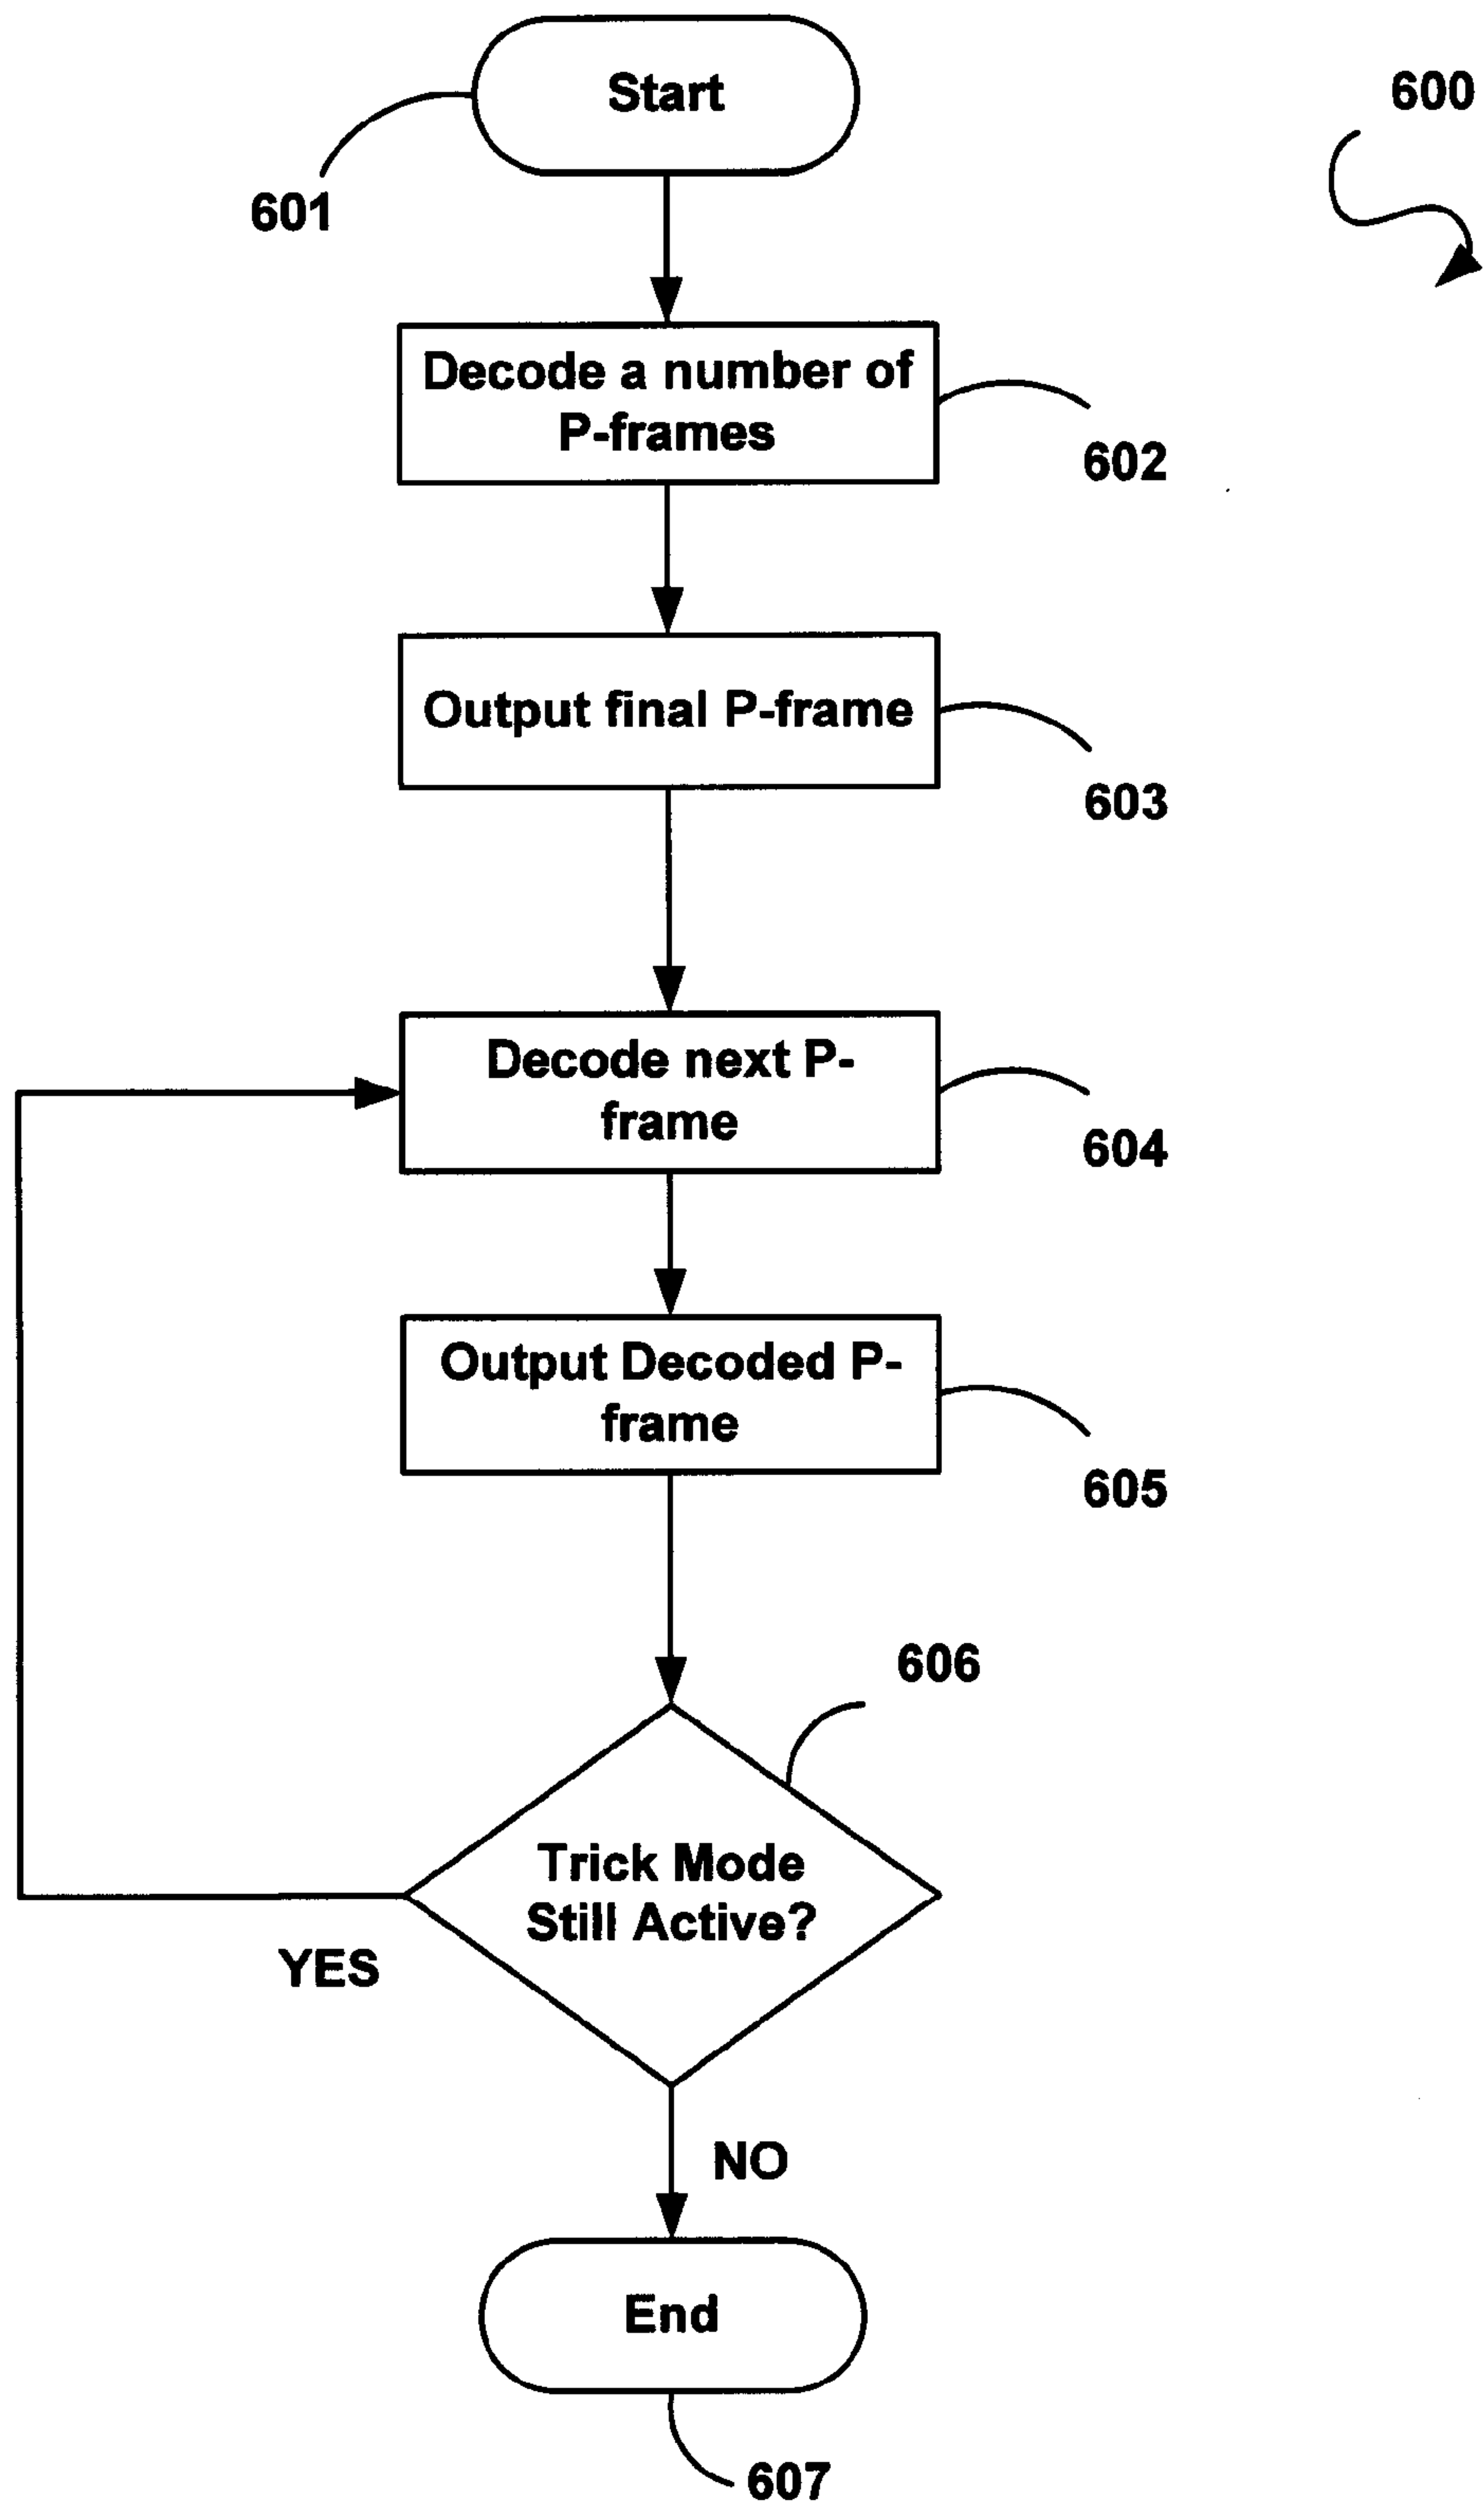 Start
600
601
Decode a number of
P-frames
602
Output final P-frame
603
Decode next P-
frame
604
Output Decoded P-
frame
605
606
Trick Mode
Still Active?
YES
NO
End
607